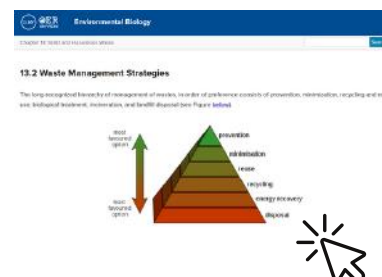 OER
Environmental Biology
Chapter 13: Solid and Hazardous Waste
13.2 Waste Management Strategies
The long-recognized hierarchy of management of wastes, in order of preference consists of prevention, minimization, recycling and
use, biological treatment, incineration, and landfill disposal (see Figure below).
most
favoured
option
prevention
minimisation
reuse
recycling
energy recovery
disposal
favoured
option